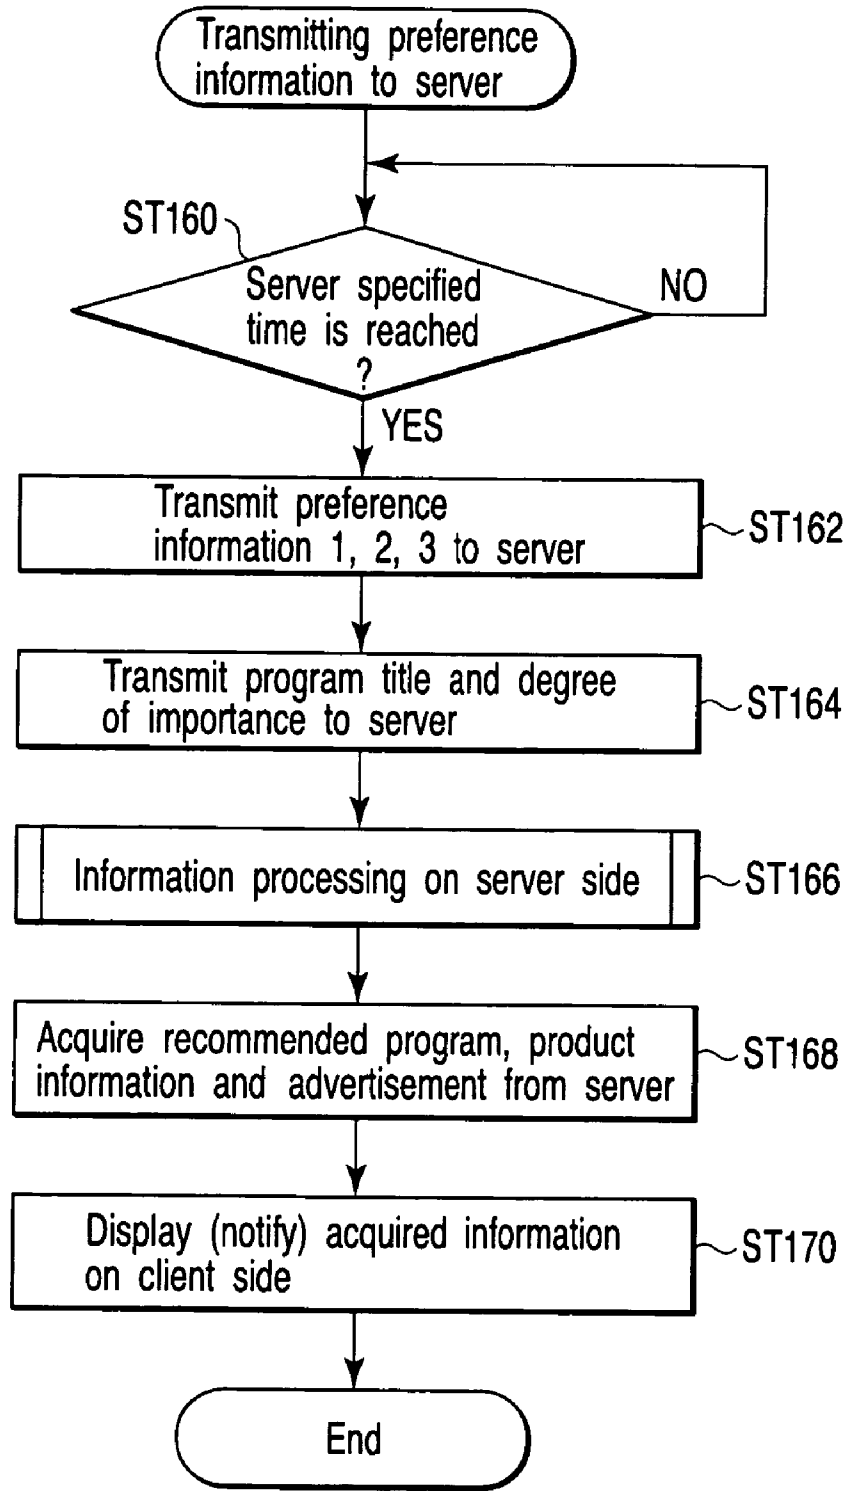 Transmitting preference
information to server
ST160
Server specified
time is reached
?
NO
YES
Transmit preference
information 1, 2, 3 to server
ST162
Transmit program title and degree
of importance to server
ST164
Information processing on server side
ST166
Acquire recommended program, product
information and advertisement from server
ST168
Display (notify) acquired information
on client side
ST170
End